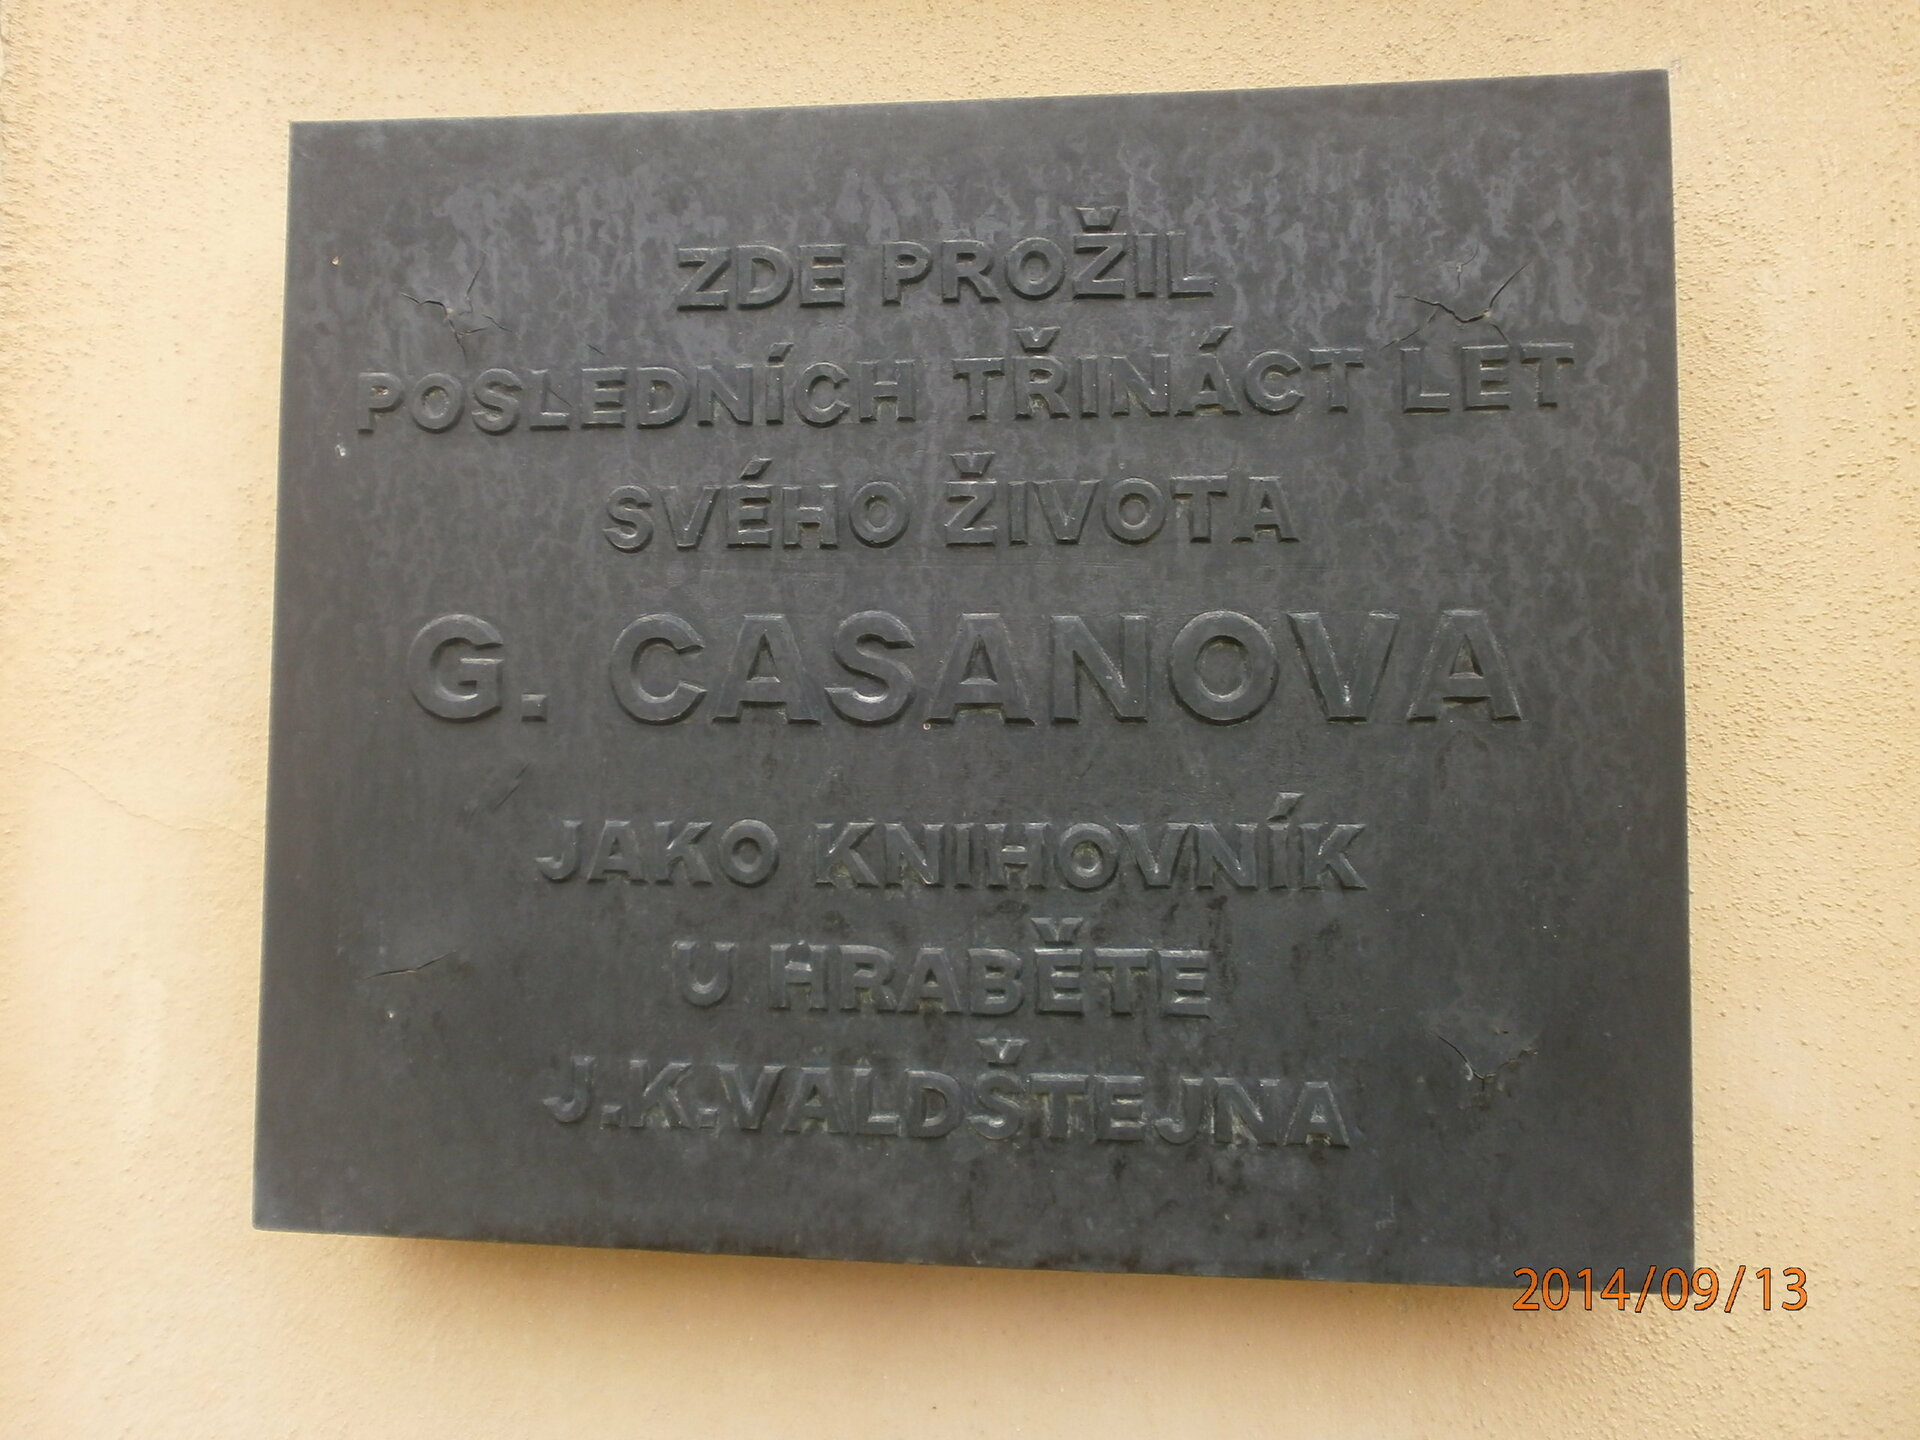 ZDE PROŽIL
POSLEDNÍCH TŘINÁCT LET
SVÉHO ŽIVOTA
G. CASANOVA
JAKO KNIHOVNÍK
U HRABĚTE
J.K.VALDŠTEJNA
2014/09/13